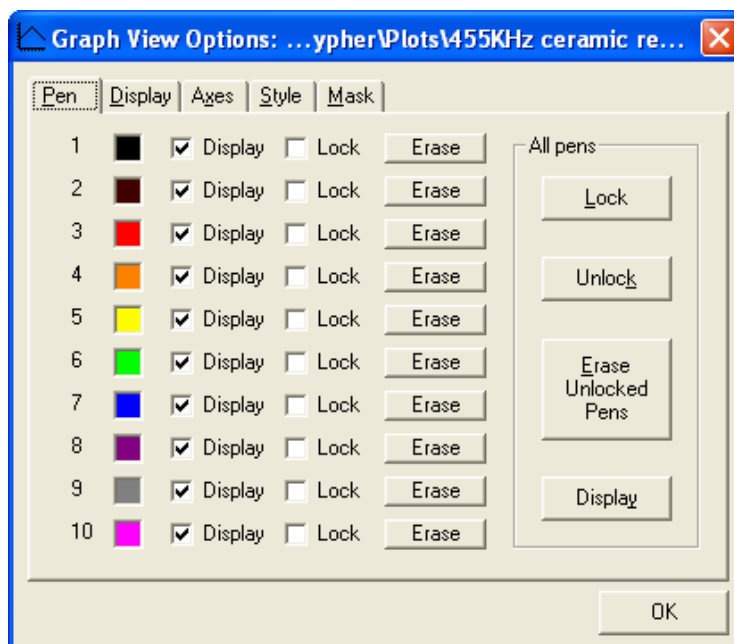 Graph View Options: ...ypher\Plots\455KHz ceramic re...
Pen Display Axes Style Mask
1 Display Lock Erase
2 Display Lock Erase
3 Display Lock Erase
4 Display Lock Erase
5 Display Lock Erase
6 Display Lock Erase
7 Display Lock Erase
8 Display Lock Erase
9 Display Lock Erase
10 Display Lock Erase
All pens
Lock
Unlock
Erase
Unlocked
Pens
Display
OK